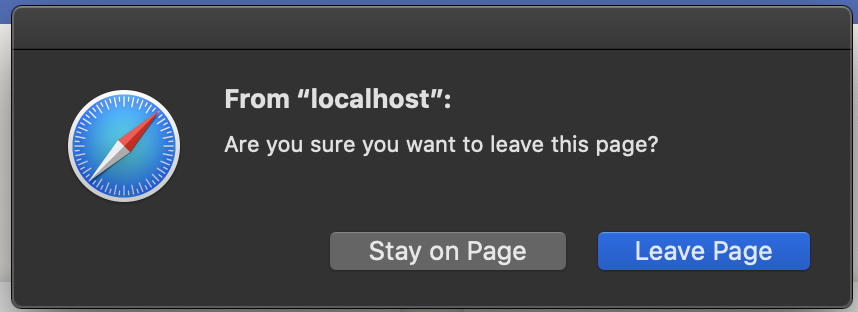 From “localhost”:
Are you sure you want to leave this page?
Stay on Page
Leave Page